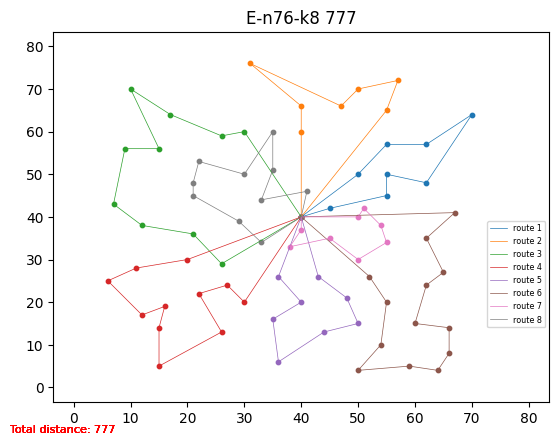 E-n76-k8 777
80
70
60
50
40
30
20
10
0
0 10 20 30 40 50 60 70 80
route 1
route 2
route 3
route 4
route 5
route 6
route 7
route 8
Total distance: 777